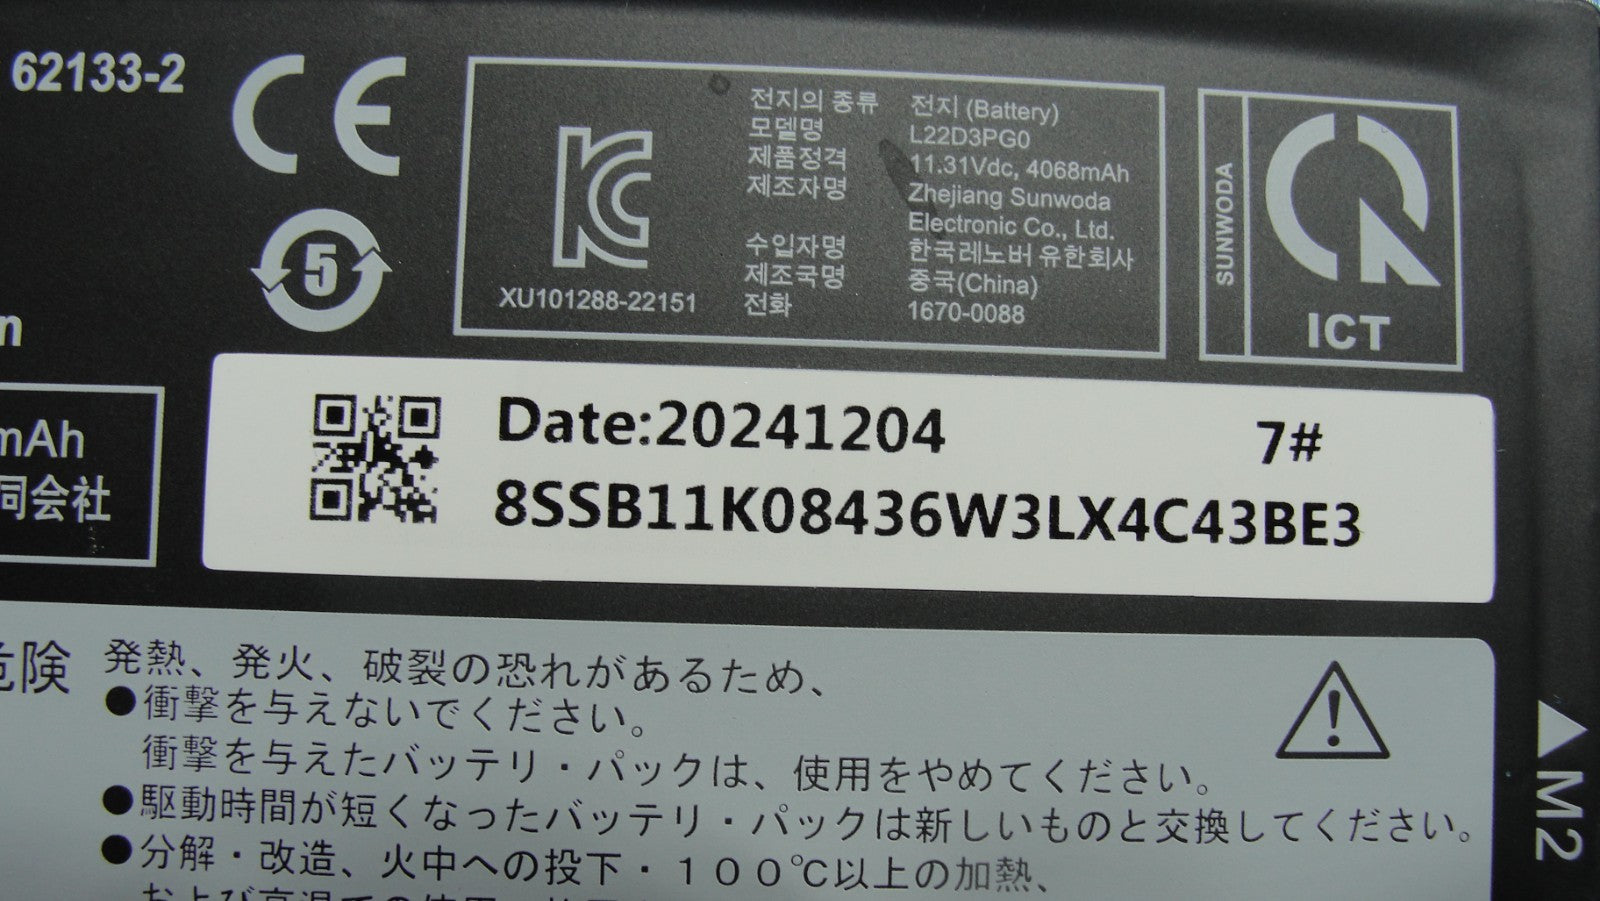 62133-2
CE
5
전지의 종류 전지 (Battery)
모델명 L22D3PG0
제품정격 11.31Vdc, 4068mAh
제조자명 Zhejiang Sunwoda
Electronic Co., Ltd.
수입자명 한국레노버 유한회사
제조국명 중국(China)
전화 1670-0088
XU101288-22151
SUNWODA
ICT
n
mAh
同会社
Date:20241204 7#
8SSB11K08436W3LX4C43BE3
危険
発熱、発火、破裂の恐れがあるため、
●衝撃を与えないでください。
衝撃を与えたバッテリ・パックは、使用をやめてください。
●駆動時間が短くなったバッテリ・パックは新しいものと交換してください。
●分解・改造、火中への投下・１００℃以上の加熱、
M2